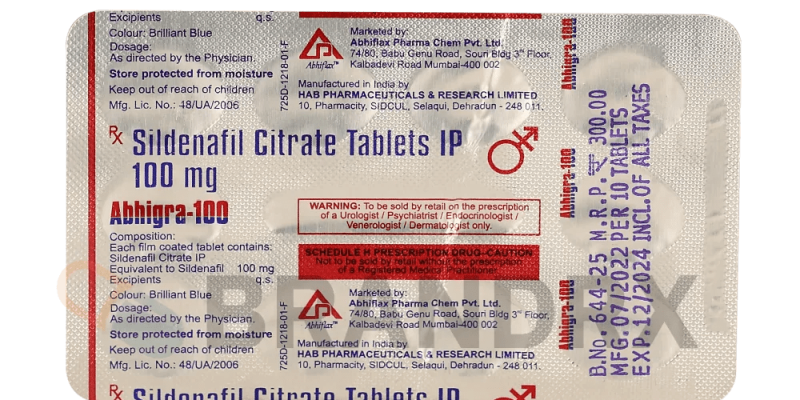 Excipients q.s.
Colour: Brilliant Blue
Dosage:
As directed by the Physician.
Store protected from moisture
Keep out of reach of children
Mfg. Lic. No.: 48/UA/2006
725D-1218-01-F
Abhiflax™
Marketed by:
Abhiflax Pharma Chem Pvt. Ltd.
74/80, Babu Genu Road, Souri Bldg 3rd Floor,
Kalbadevi Road Mumbai-400 002
Manufactured in India by
HAB PHARMACEUTICALS & RESEARCH LIMITED
10, Pharmacity, SIDCUL, Selaqui, Dehradun - 248 011.
Abhigra-100
Rx Sildenafil Citrate Tablets IP
100 mg
Abhigra-100
Composition:
Each film coated tablet contains:
Sildenafil Citrate IP
Equivalent to Sildenafil 100 mg
Excipients q.s.
Colour: Brilliant Blue
Dosage:
As directed by the Physician.
Store protected from moisture
Keep out of reach of children
Mfg. Lic. No.: 48/UA/2006
WARNING: To be sold by retail on the prescription
of a Urologist / Psychiatrist / Endocrinologist /
Venerologist / Dermatologist only.
SCHEDULE H PRESCRIPTION DRUG-CAUTION
Not to be sold by retail without the prescription
of a Registered Medical Practitioner.
725D-1218-01-F
Abhiflax™
Marketed by:
Abhiflax Pharma Chem Pvt. Ltd.
74/80, Babu Genu Road, Souri Bldg 3rd Floor,
Kalbadevi Road Mumbai-400 002
Manufactured in India by
HAB PHARMACEUTICALS & RESEARCH LIMITED
10, Pharmacity, SIDCUL, Selaqui, Dehradun - 248 011.
Abhigra-100
Abhigra-100
B.No. 644-25 M.R.P. ₹ 300.00
MFG. 07/2022 PER 10 TABLETS
EXP. 12/2024 INCL. OF ALL TAXES
Rx Sildenafil Citrate Tablets IP
BRANDRX